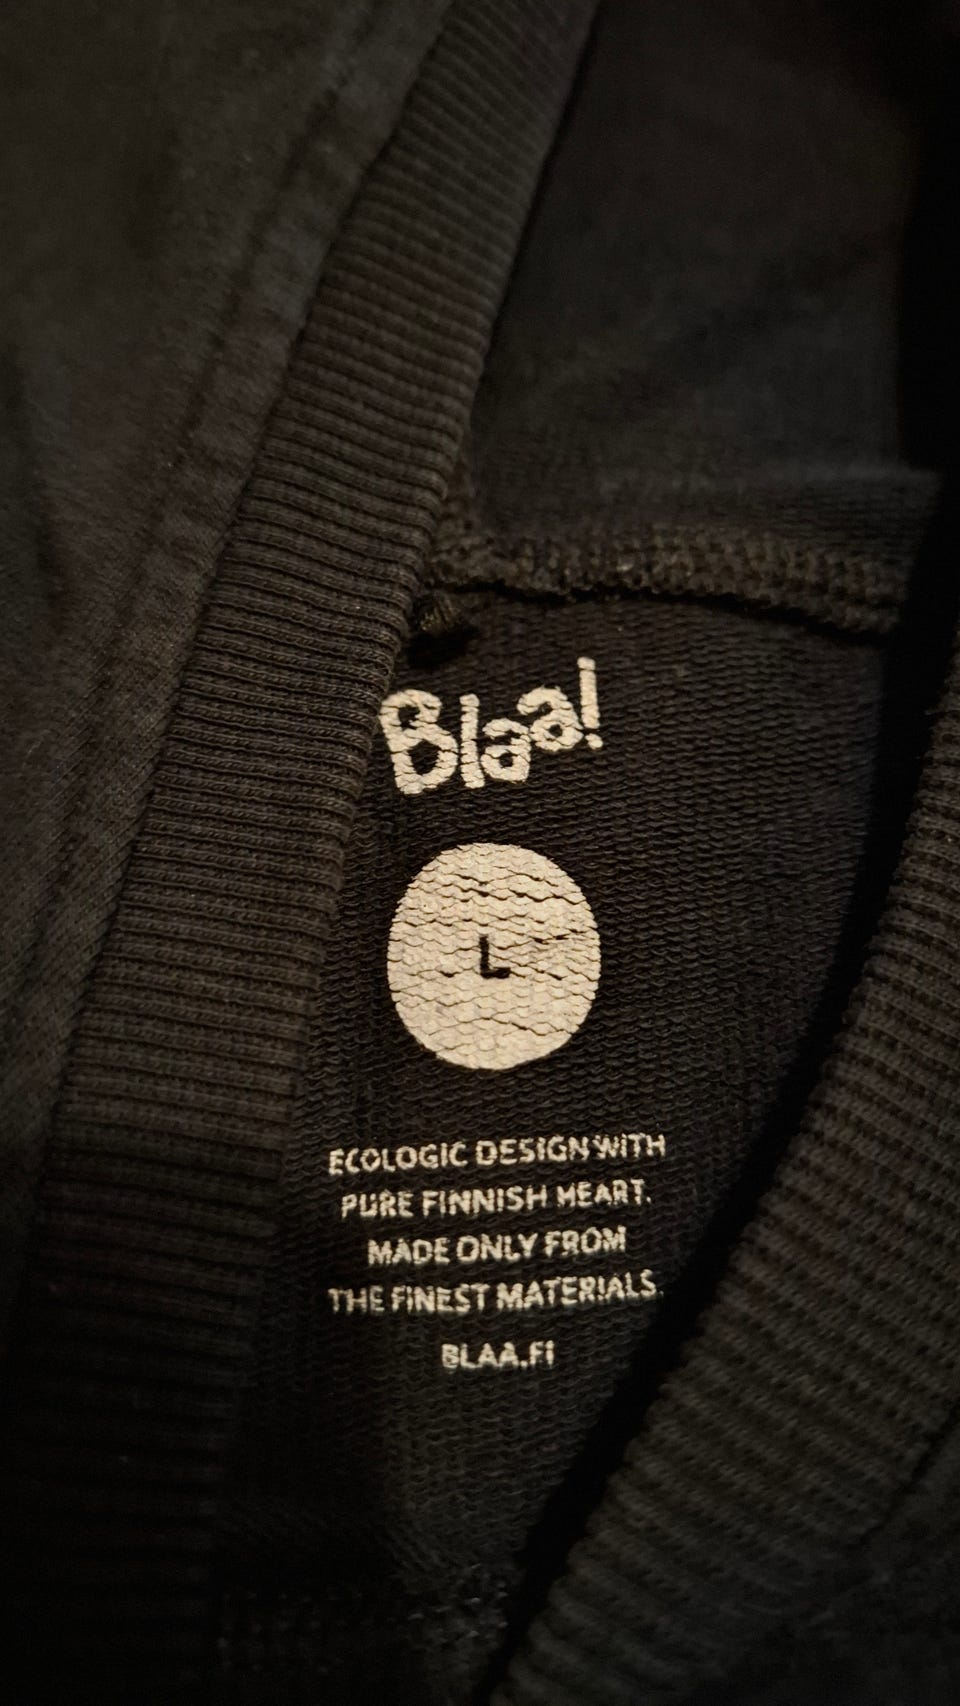 Blaa!
L
ECOLOGIC DESIGN WITH
PURE FINNISH HEART.
MADE ONLY FROM
THE FINEST MATERIALS.
BLAA.FI